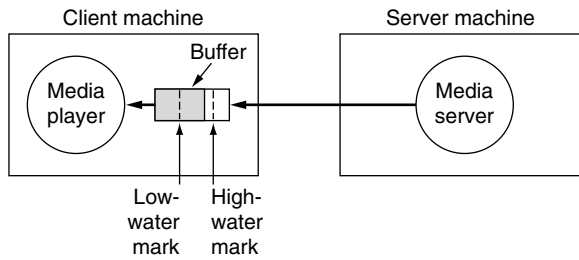 Client machine
Server machine
Buffer
Media
player
Media
server
Low-
water
mark
High-
water
mark